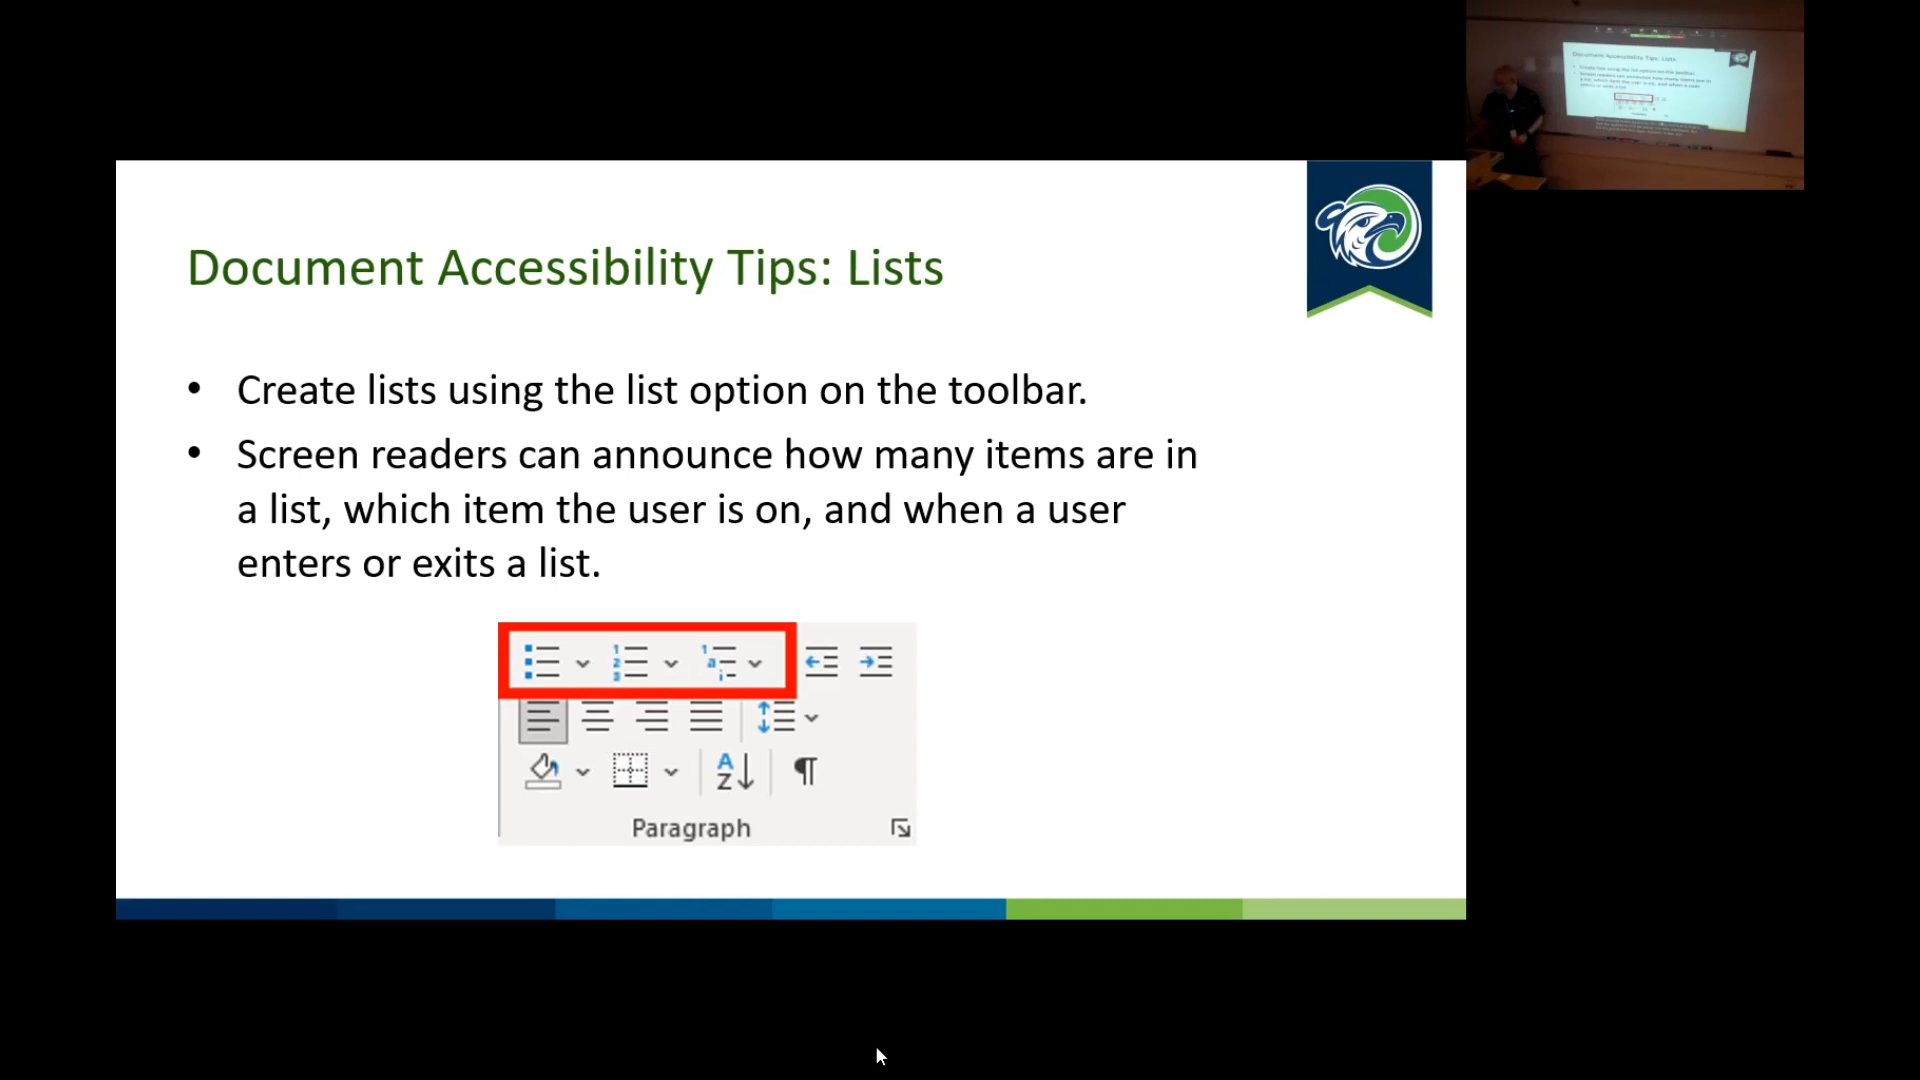 Document Accessibility Tips: Lists
• Create lists using the list option on the toolbar.
• Screen readers can announce how many items are in
a list, which item the user is on, and when a user
enters or exits a list.
Paragraph